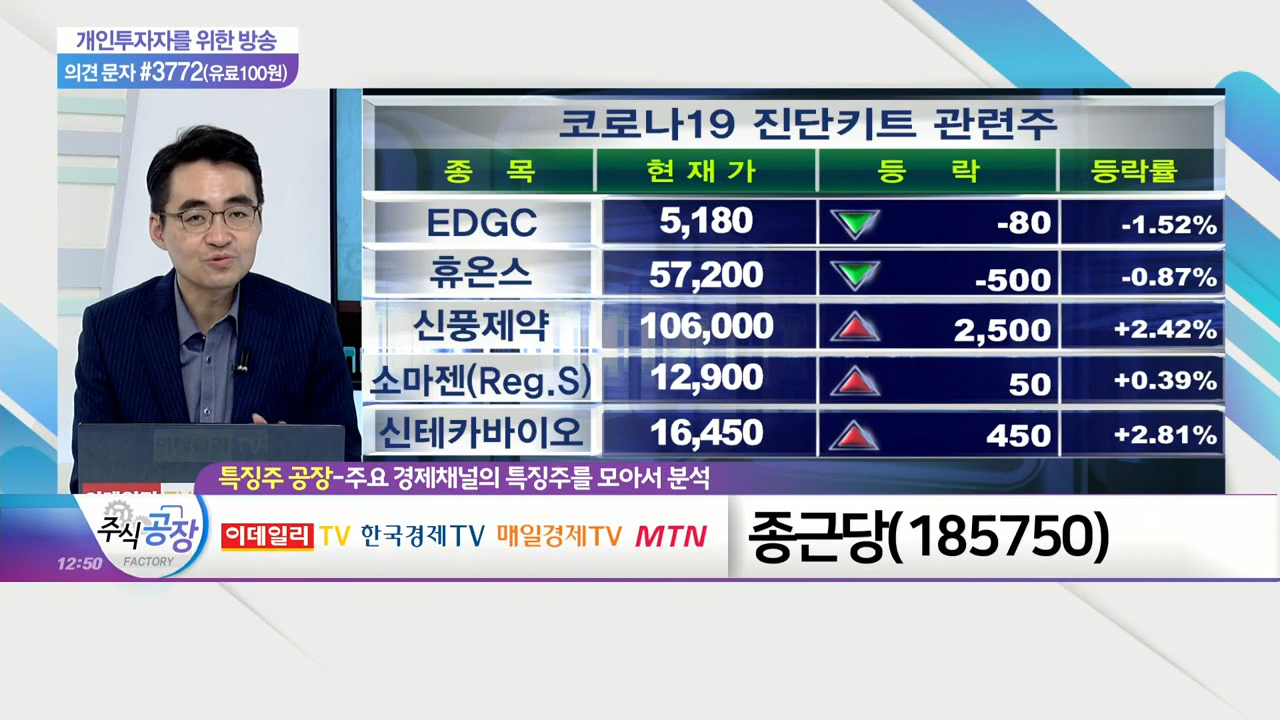 개인투자자를 위한 방송
의견 문자 #3772(유료100원)
코로나19 진단키트 관련주
종 목 현 재 가 등 락 등락률
EDGC 5,180 -80 -1.52%
휴온스 57,200 -500 -0.87%
신풍제약 106,000 2,500 +2.42%
소마젠(Reg.S) 12,900 50 +0.39%
신테카바이오 16,450 450 +2.81%
이데일리 TV
특징주 공장-주요 경제채널의 특징주를 모아서 분석
주식공장
FACTORY
12:50
이데일리 TV 한국경제TV 매일경제TV MTN
종근당(185750)